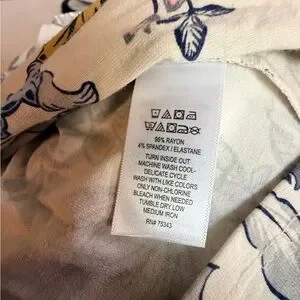 96% RAYON
4% SPANDEX / ELASTANE
TURN INSIDE OUT
MACHINE WASH COOL-
DELICATE CYCLE
WASH WITH LIKE COLORS
ONLY NON-CHLORINE
BLEACH WHEN NEEDED
TUMBLE DRY LOW
MEDIUM IRON
RN# 75343